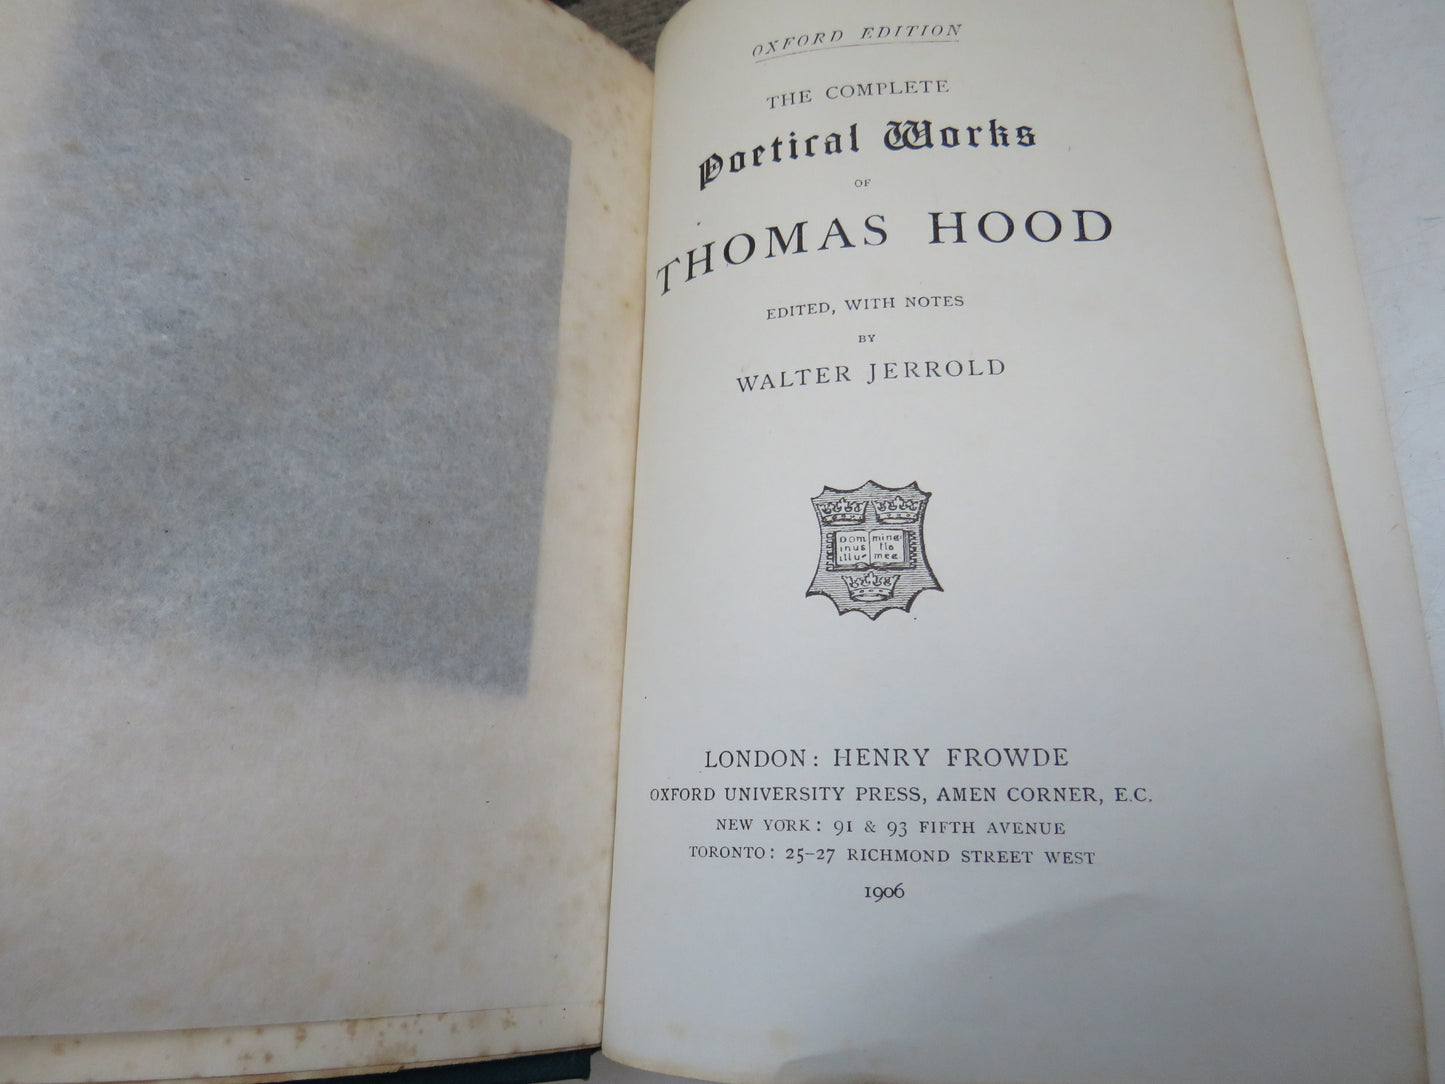 OXFORD EDITION
THE COMPLETE
Poetical Works
OF
THOMAS HOOD
EDITED, WITH NOTES
BY
WALTER JERROLD
DOM mina
inus tio
illu- mea
LONDON: HENRY FROWDE
OXFORD UNIVERSITY PRESS, AMEN CORNER, E.C.
NEW YORK: 91 & 93 FIFTH AVENUE
TORONTO: 25-27 RICHMOND STREET WEST
1906